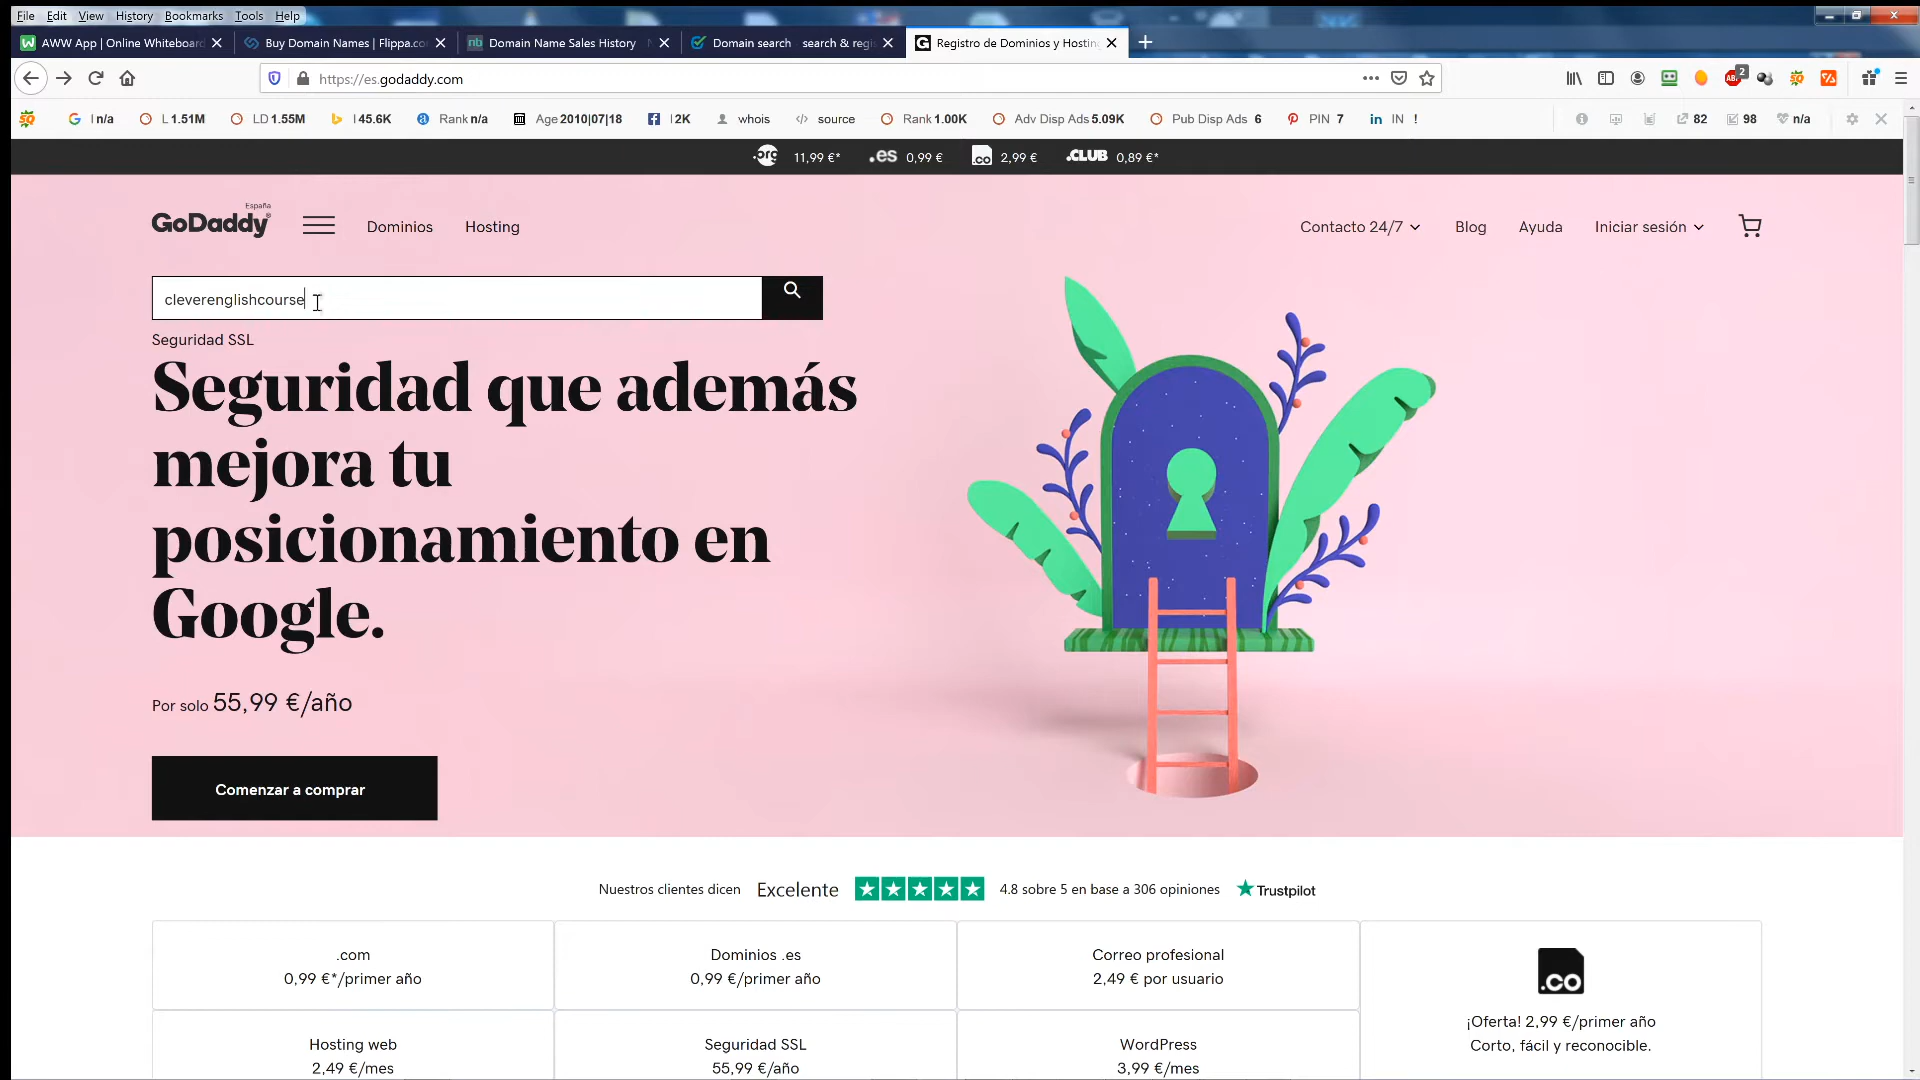 File Edit View History Bookmarks Tools Help
AWW App | Online Whiteboard
Buy Domain Names | Flippa.co
nb Domain Name Sales History
Domain search search & regi
G Registro de Dominios y Hosting
https://es.godaddy.com
ABP 2
SQ
I n/a
L 1.51M
LD 1.55M
I 45.6K
Rank n/a
Age 2010|07|18
I 2K
whois
source
Rank 1.00K
Adv Disp Ads 5.09K
Pub Disp Ads 6
PIN 7
in IN !
82
98
n/a
.org 11,99 €*
.es 0,99 €
.co 2,99 €
.CLUB 0,89 €*
España
GoDaddy
Dominios
Hosting
Contacto 24/7
Blog
Ayuda
Iniciar sesión
cleverenglishcourse
Seguridad SSL
Seguridad que además
mejora tu
posicionamiento en
Google.
Por solo 55,99 €/año
Comenzar a comprar
Nuestros clientes dicen Excelente 4.8 sobre 5 en base a 306 opiniones Trustpilot
.com
0,99 €*/primer año
Dominios .es
0,99 €/primer año
Correo profesional
2,49 € por usuario
.co
¡Oferta! 2,99 €/primer año
Corto, fácil y reconocible.
Hosting web
2,49 €/mes
Seguridad SSL
55,99 €/año
WordPress
3,99 €/mes